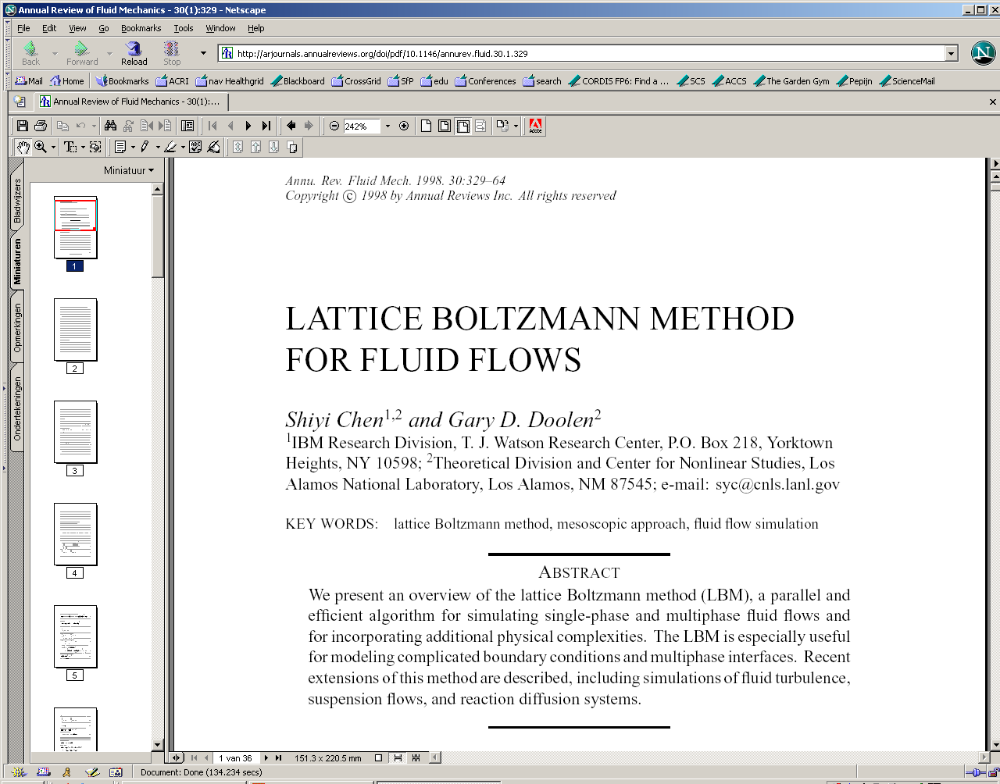 Annual Review of Fluid Mechanics - 30(1):329 - Netscape
File Edit View Go Bookmarks Tools Window Help
Back Forward Reload Stop
http://arjournals.annualreviews.org/doi/pdf/10.1146/annurev.fluid.30.1.329
Mail Home Bookmarks ACRI nav Healthgrid Blackboard CrossGrid SfP edu Conferences search CORDIS FP6: Find a ... SCS ACCS The Garden Gym Pepijn ScienceMail
Annual Review of Fluid Mechanics - 30(1):...
242%
Adobe
Miniatuur
Bladwijzers
Miniaturen
Opmerkingen
Ondertekeningen
1
2
3
4
5
Annu. Rev. Fluid Mech. 1998. 30:329–64
Copyright © 1998 by Annual Reviews Inc. All rights reserved
LATTICE BOLTZMANN METHOD
FOR FLUID FLOWS
Shiyi Chen1,2 and Gary D. Doolen2
1IBM Research Division, T. J. Watson Research Center, P.O. Box 218, Yorktown
Heights, NY 10598; 2Theoretical Division and Center for Nonlinear Studies, Los
Alamos National Laboratory, Los Alamos, NM 87545; e-mail: syc@cnls.lanl.gov
KEY WORDS: lattice Boltzmann method, mesoscopic approach, fluid flow simulation
ABSTRACT
We present an overview of the lattice Boltzmann method (LBM), a parallel and
efficient algorithm for simulating single-phase and multiphase fluid flows and
for incorporating additional physical complexities. The LBM is especially useful
for modeling complicated boundary conditions and multiphase interfaces. Recent
extensions of this method are described, including simulations of fluid turbulence,
suspension flows, and reaction diffusion systems.
1 van 36
151.3 x 220.5 mm
Document: Done (134.234 secs)